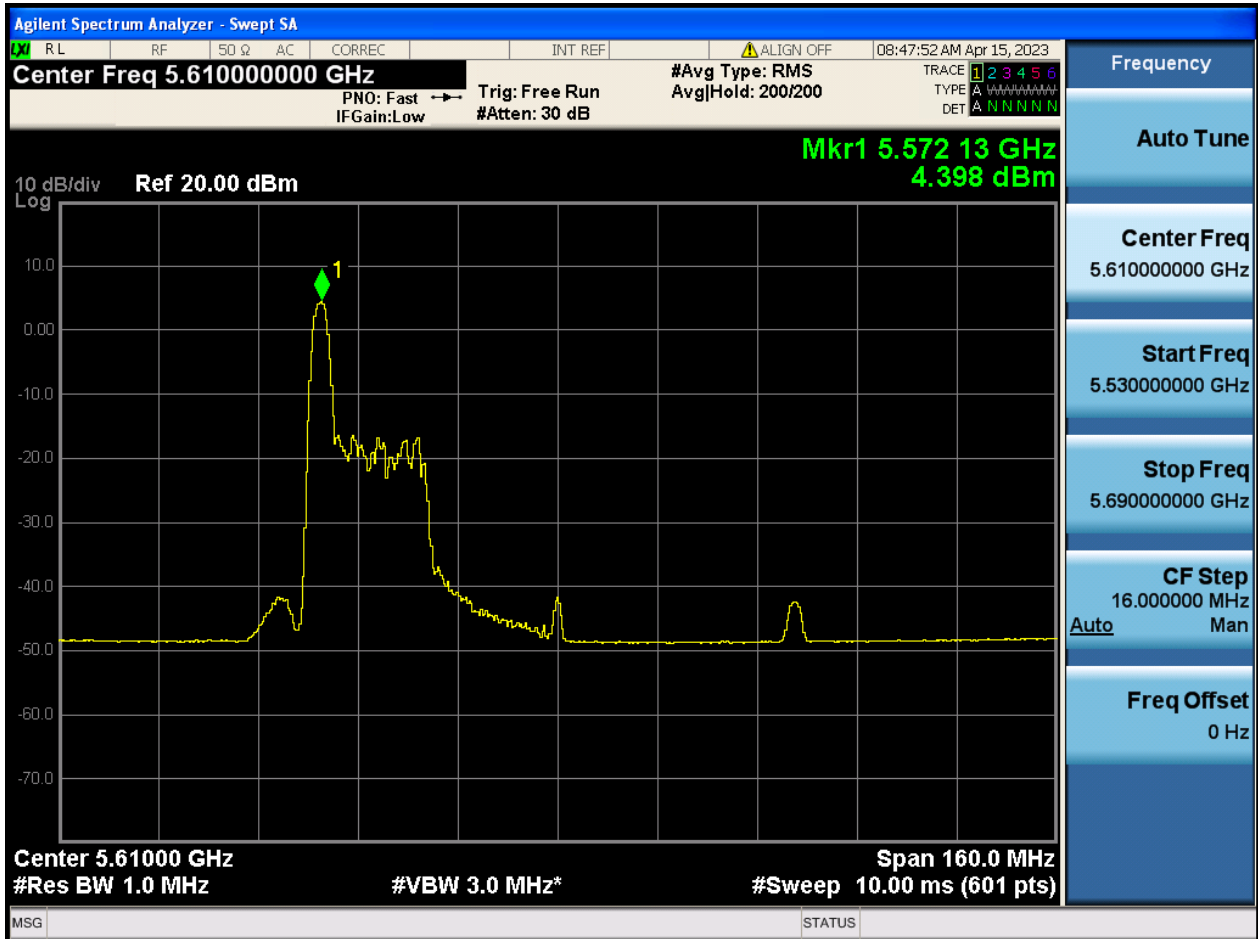 Agilent Spectrum Analyzer - Swept SA
LXI RL RF 50 Ω AC CORREC INT REF ALIGN OFF 08:47:52 AM Apr 15, 2023
Center Freq 5.610000000 GHz
PNO: Fast
IFGain:Low
Trig: Free Run
#Atten: 30 dB
#Avg Type: RMS
Avg|Hold: 200/200
TRACE 1 2 3 4 5 6
TYPE A WWWWW
DET A N N N N N
Mkr1 5.572 13 GHz
4.398 dBm
10 dB/div Ref 20.00 dBm
Log
1
10.0
0.00
-10.0
-20.0
-30.0
-40.0
-50.0
-60.0
-70.0
Center 5.61000 GHz Span 160.0 MHz
#Res BW 1.0 MHz #VBW 3.0 MHz* #Sweep 10.00 ms (601 pts)
MSG STATUS
Frequency
Auto Tune
Center Freq
5.610000000 GHz
Start Freq
5.530000000 GHz
Stop Freq
5.690000000 GHz
CF Step
16.000000 MHz
Auto Man
Freq Offset
0 Hz